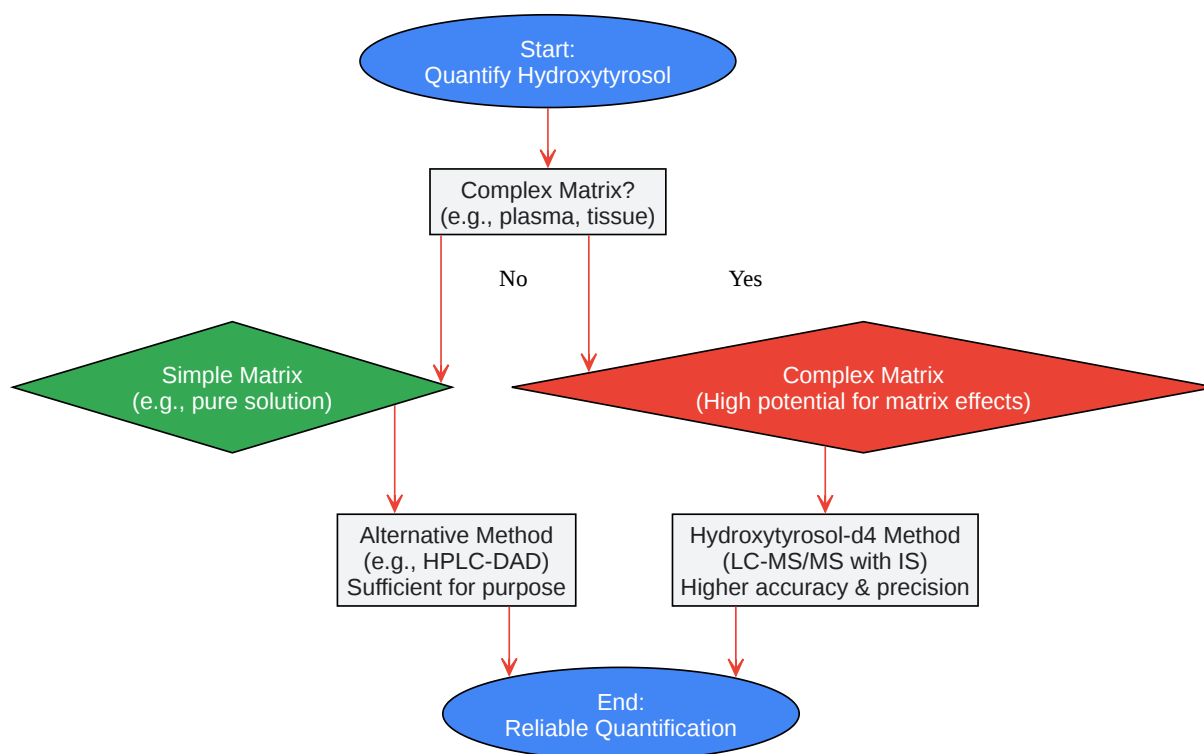 Start:
Quantify Hydroxytyrosol
Complex Matrix?
(e.g., plasma, tissue)
No
Yes
Simple Matrix
(e.g., pure solution)
Complex Matrix
(High potential for matrix effects)
Alternative Method
(e.g., HPLC-DAD)
Sufficient for purpose
Hydroxytyrosol-d4 Method
(LC-MS/MS with IS)
Higher accuracy & precision
End:
Reliable Quantification